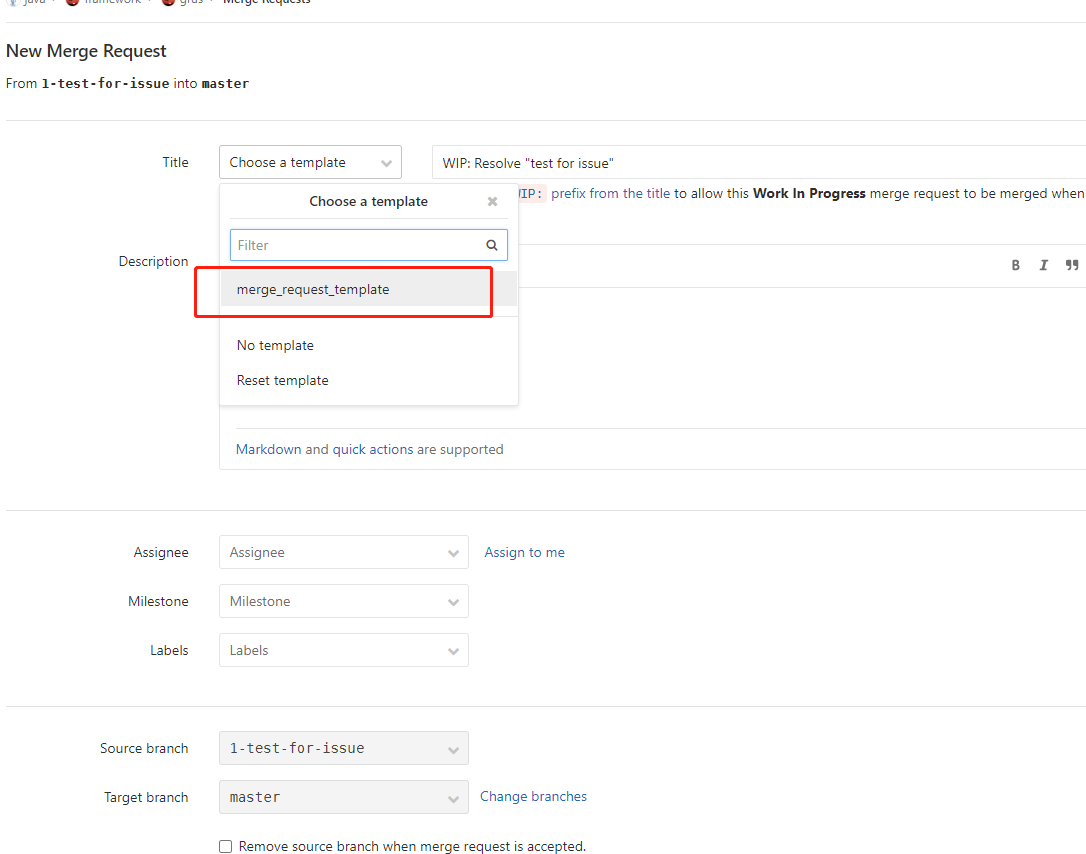 java framework gras Merge Requests
New Merge Request
From 1-test-for-issue into master
Title Choose a template WIP: Resolve "test for issue"
Choose a template
WIP: prefix from the title to allow this Work In Progress merge request to be merged when
Filter
Description
merge_request_template
No template
Reset template
Markdown and quick actions are supported
Assignee Assignee Assign to me
Milestone Milestone
Labels Labels
Source branch 1-test-for-issue
Target branch master Change branches
Remove source branch when merge request is accepted.